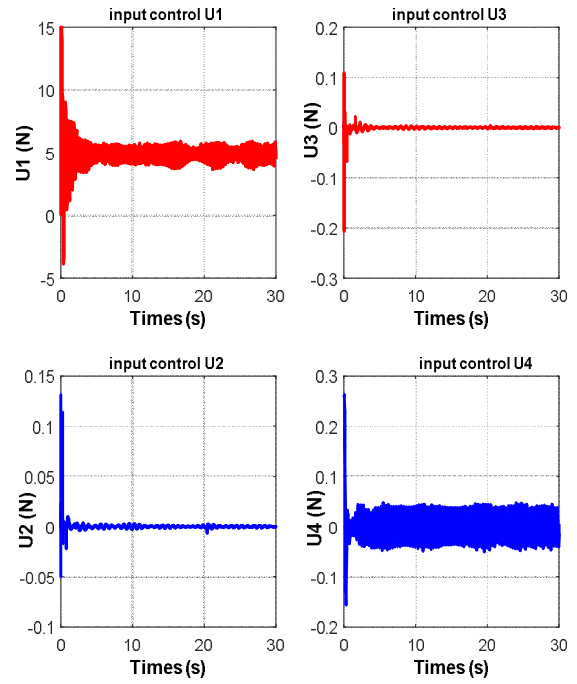 input control U1
15
10
5
0
-5
U1 (N)
0 10 20 30
Times (s)
input control U3
0.2
0.1
0
-0.1
-0.2
-0.3
U3 (N)
0 10 20 30
Times (s)
input control U2
0.15
0.1
0.05
0
-0.05
-0.1
U2 (N)
0 10 20 30
Times (s)
input control U4
0.3
0.2
0.1
0
-0.1
-0.2
U4 (N)
0 10 20 30
Times (s)